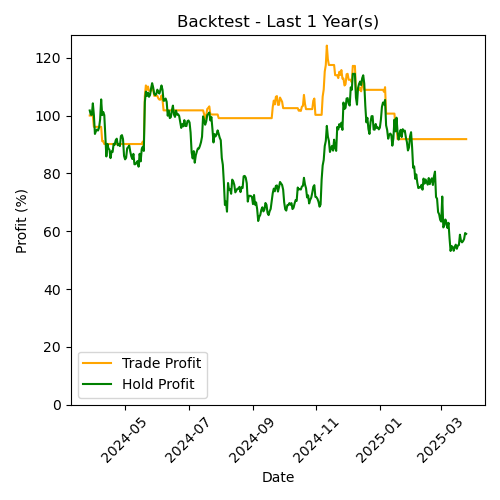 Backtest - Last 1 Year(s)
Profit (%)
120
100
80
60
40
20
0
Trade Profit
Hold Profit
2024-05
2024-07
2024-09
2024-11
2025-01
2025-03
Date